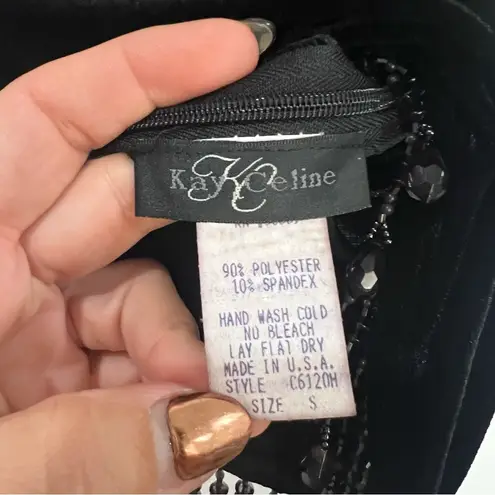 Kay Celine
KC
90% POLYESTER
10% SPANDEX
HAND WASH COLD
NO BLEACH
LAY FLAT DRY
MADE IN U.S.A.
STYLE C6120H
SIZE S